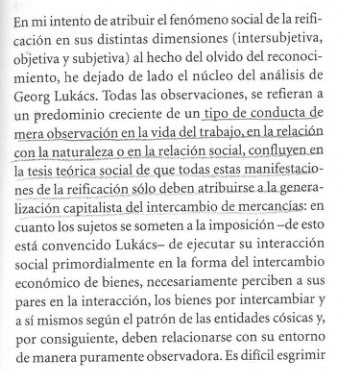 En mi intento de atribuir el fenómeno social de la reifi-
cación en sus distintas dimensiones (intersubjetiva,
objetiva y subjetiva) al hecho del olvido del reconoci-
miento, he dejado de lado el núcleo del análisis de
Georg Lukács. Todas las observaciones, se refieran a
un predominio creciente de un tipo de conducta de
mera observación en la vida del trabajo, en la relación
con la naturaleza o en la relación social, confluyen en
la tesis teórica social de que todas estas manifestacio-
nes de la reificación sólo deben atribuirse a la genera-
lización capitalista del intercambio de mercancías: en
cuanto los sujetos se someten a la imposición –de esto
está convencido Lukács– de ejecutar su interacción
social primordialmente en la forma del intercambio
económico de bienes, necesariamente perciben a sus
pares en la interacción, los bienes por intercambiar y
a sí mismos según el patrón de las entidades cósicas y,
por consiguiente, deben relacionarse con su entorno
de manera puramente observadora. Es difícil esgrimir